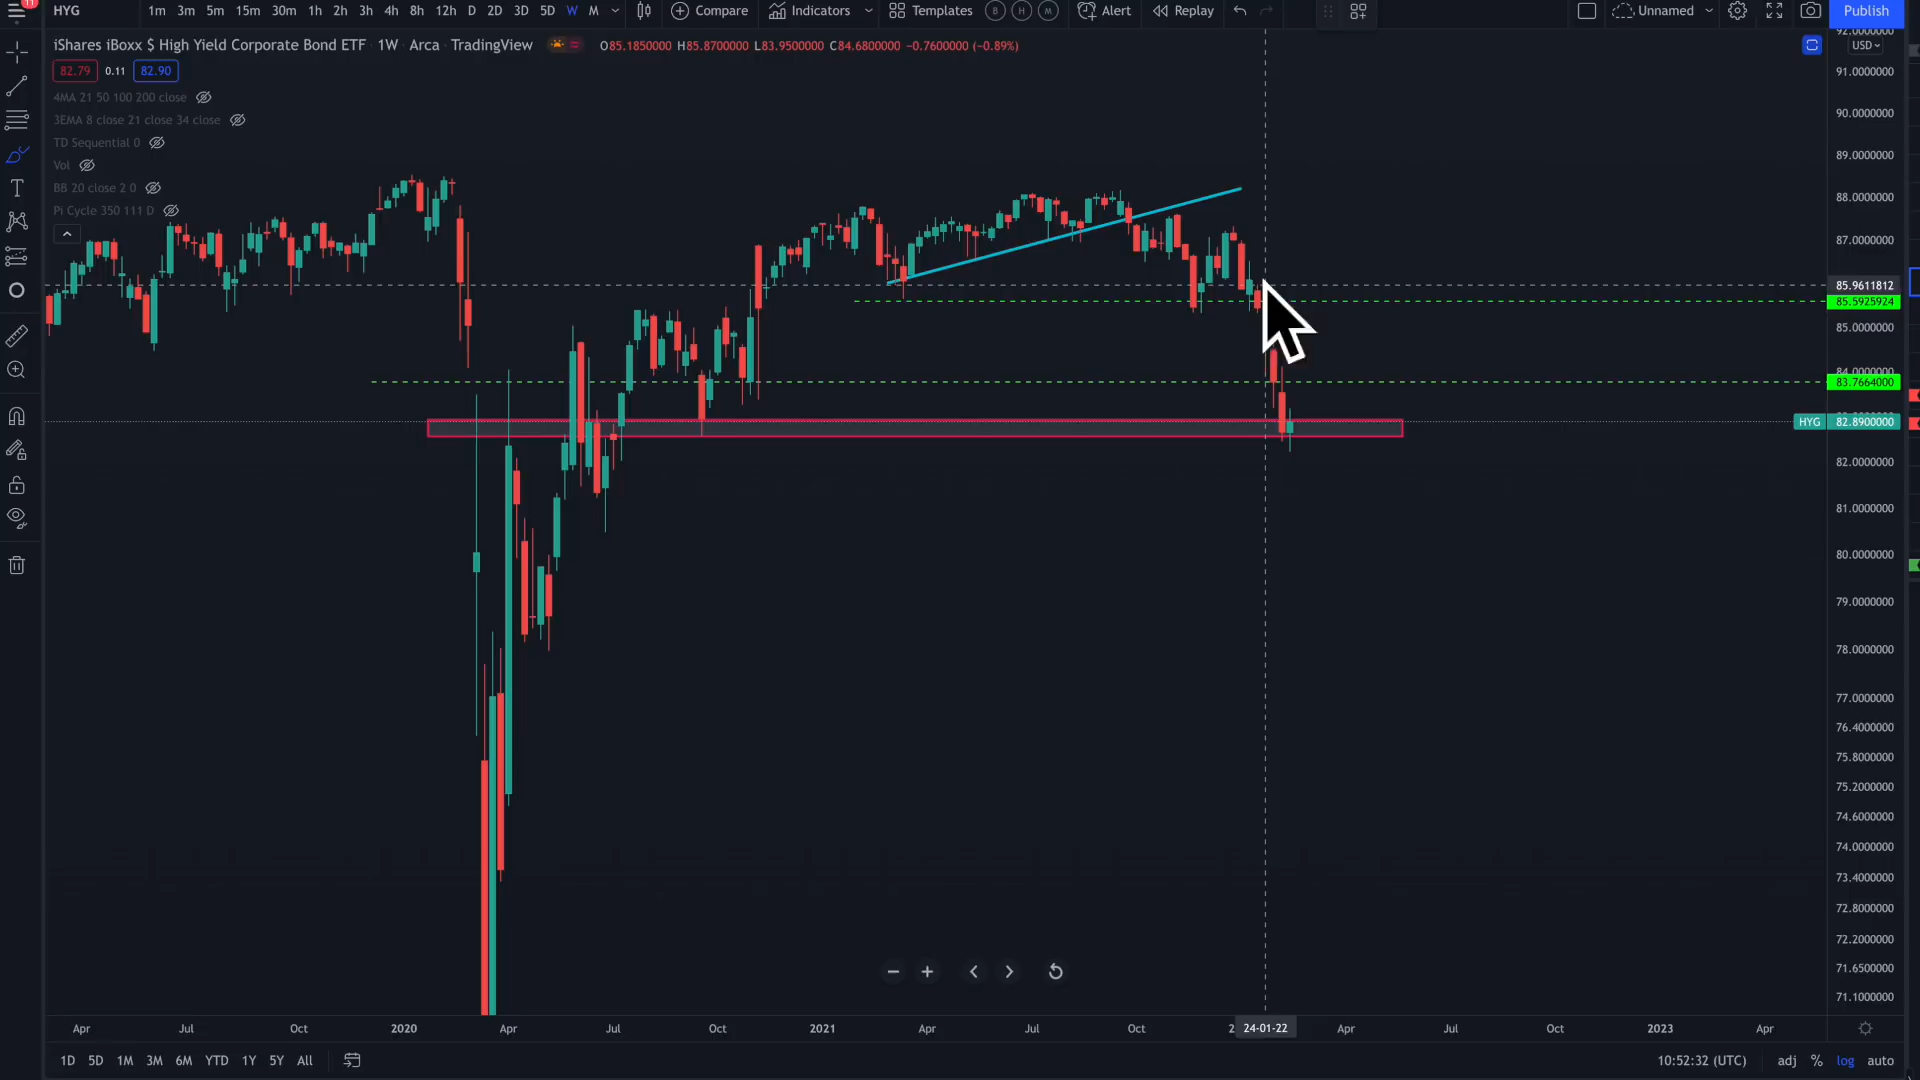 11
HYG 1m 3m 5m 15m 30m 1h 2h 3h 4h 8h 12h D 2D 3D 5D W M Compare Indicators Templates B H M Alert Replay Unnamed Publish
iShares iBoxx $ High Yield Corporate Bond ETF 1W Arca TradingView O85.1850000 H85.8700000 L83.9500000 C84.6800000 −0.7600000 (−0.89%)
82.79 0.11 82.90
4MA 21 50 100 200 close
3EMA 8 close 21 close 34 close
TD Sequential 0
Vol
BB 20 close 2 0
Pi Cycle 350 111 D
92.0000000
USD
91.0000000
90.0000000
89.0000000
88.0000000
87.0000000
85.9611812
85.5925924
85.0000000
84.0000000
83.7664000
HYG 82.8900000
82.0000000
81.0000000
80.0000000
79.0000000
78.0000000
77.0000000
76.4000000
75.8000000
75.2000000
74.6000000
74.0000000
73.4000000
72.8000000
72.2000000
71.6500000
71.1000000
Apr Jul Oct 2020 Apr Jul Oct 2021 Apr Jul Oct 2 24-01-22 Apr Jul Oct 2023 Apr
1D 5D 1M 3M 6M YTD 1Y 5Y All 10:52:32 (UTC) adj % log auto